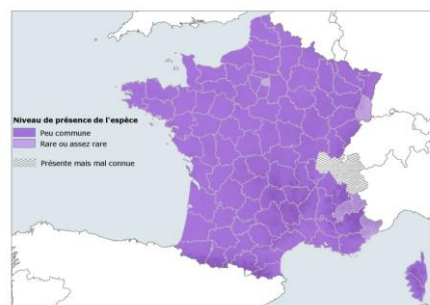 Niveau de présence de l'espèce
Peu commune
Rare ou assez rare
Présente mais mal connue